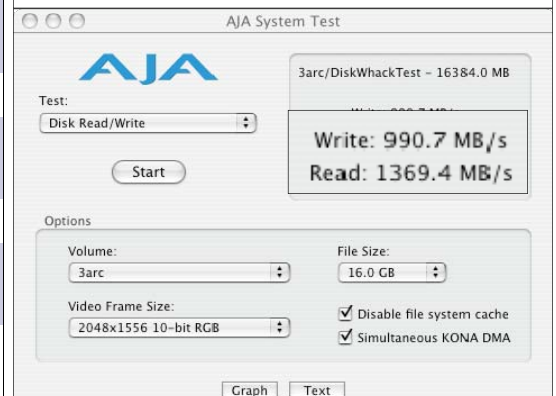 AJA System Test
AJA
3arc/DiskWhackTest - 16384.0 MB
Test:
Disk Read/Write
Write: 990.7 MB/s
Read: 1369.4 MB/s
Start
Options
Volume:
File Size:
3arc
16.0 GB
Video Frame Size:
Disable file system cache
2048x1556 10-bit RGB
Simultaneous KONA DMA
Graph
Text